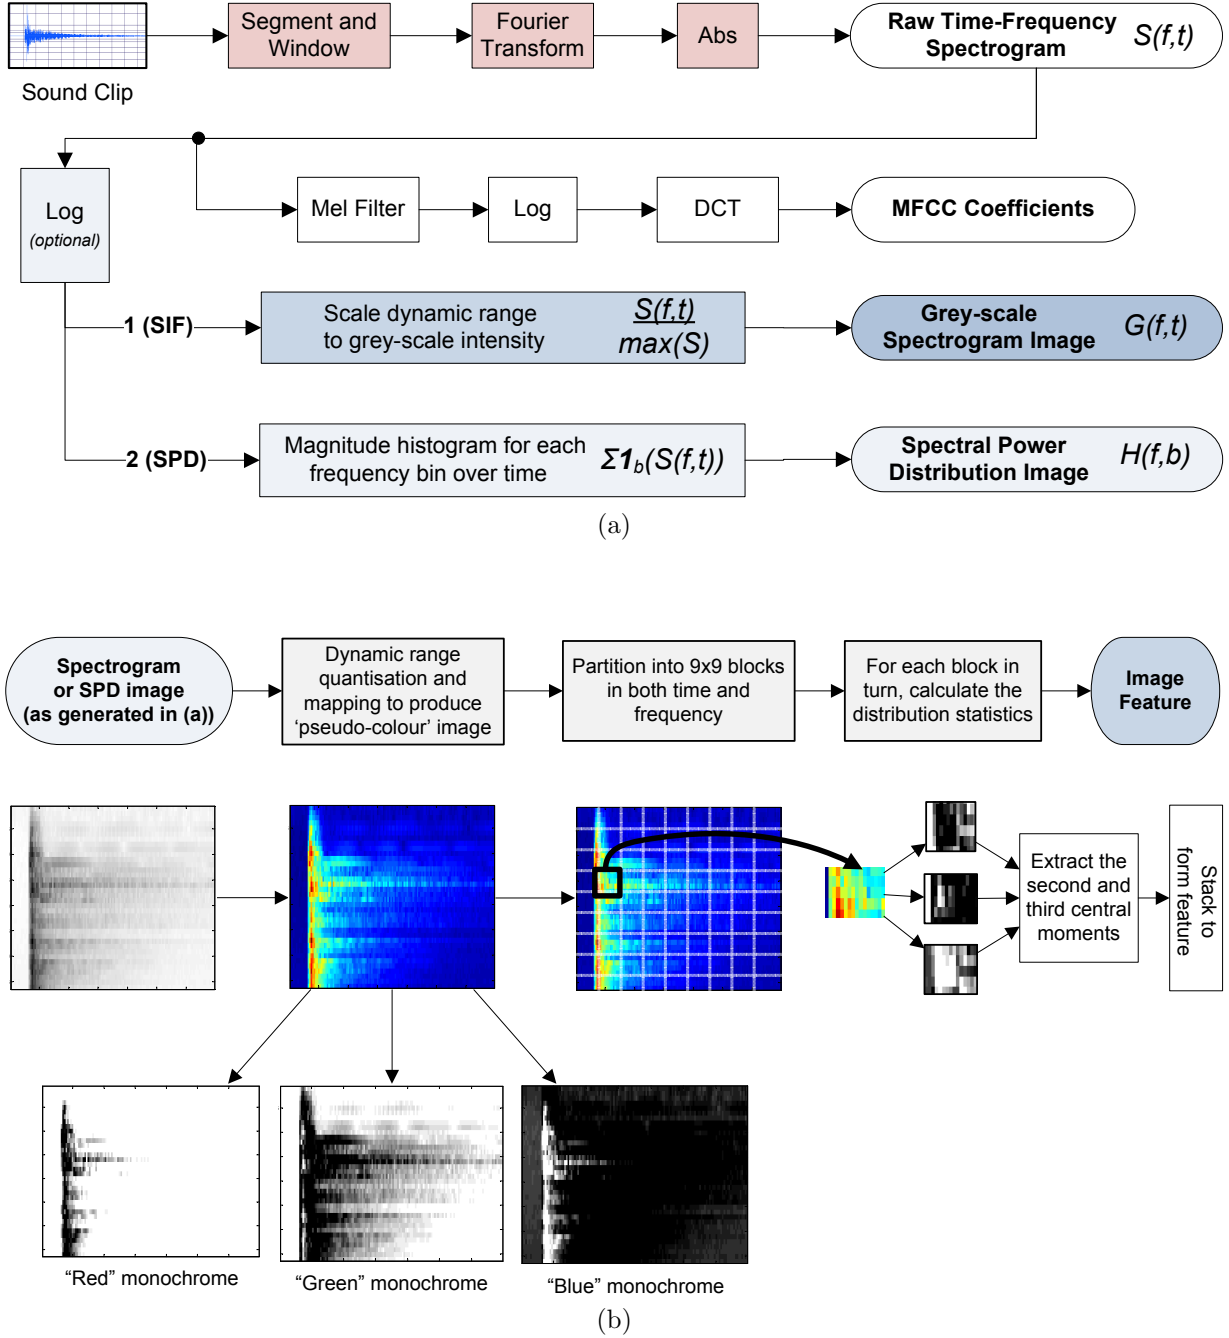 Segment and
Window
Fourier
Transform
Abs
Raw Time-Frequency
Spectrogram
S(f,t)
Sound Clip
Log
(optional)
Mel Filter
Log
DCT
MFCC Coefficients
1 (SIF)
Scale dynamic range
to grey-scale intensity
S(f,t)
max(S)
Grey-scale
Spectrogram Image
G(f,t)
2 (SPD)
Magnitude histogram for each
frequency bin over time
Σ1b(S(f,t))
Spectral Power
Distribution Image
H(f,b)
(a)
Spectrogram
or SPD image
(as generated in (a))
Dynamic range
quantisation and
mapping to produce
‘pseudo-colour’ image
Partition into 9x9 blocks
in both time and
frequency
For each block in
turn, calculate the
distribution statistics
Image
Feature
Extract the
second and
third central
moments
Stack to
form feature
“Red” monochrome
“Green” monochrome
“Blue” monochrome
(b)